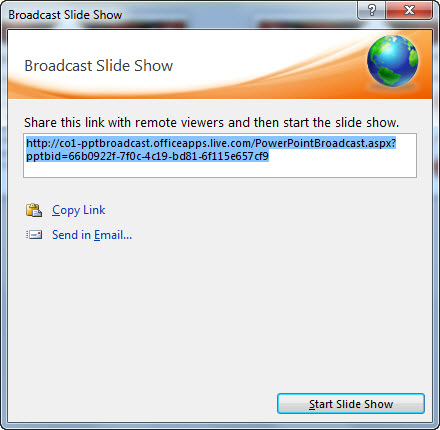 Broadcast Slide Show
Broadcast Slide Show
Share this link with remote viewers and then start the slide show.
http://co1-pptbroadcast.officeapps.live.com/PowerPointBroadcast.aspx?
pptbid=66b0922f-7f0c-4c19-bd81-6f115e657cf9
Copy Link
Send in Email...
Start Slide Show